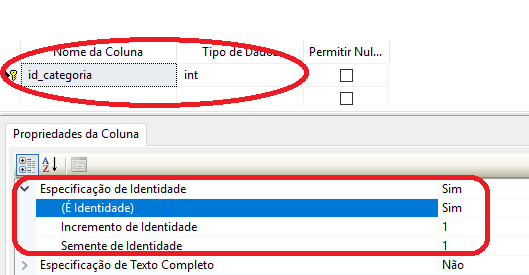 Nome da Coluna Tipo de Dados Permitir Nul...
id_categoria int
Propriedades da Coluna
Especificação de Identidade Sim
(É Identidade) Sim
Incremento de Identidade 1
Semente de Identidade 1
Especificação de Texto Completo Não